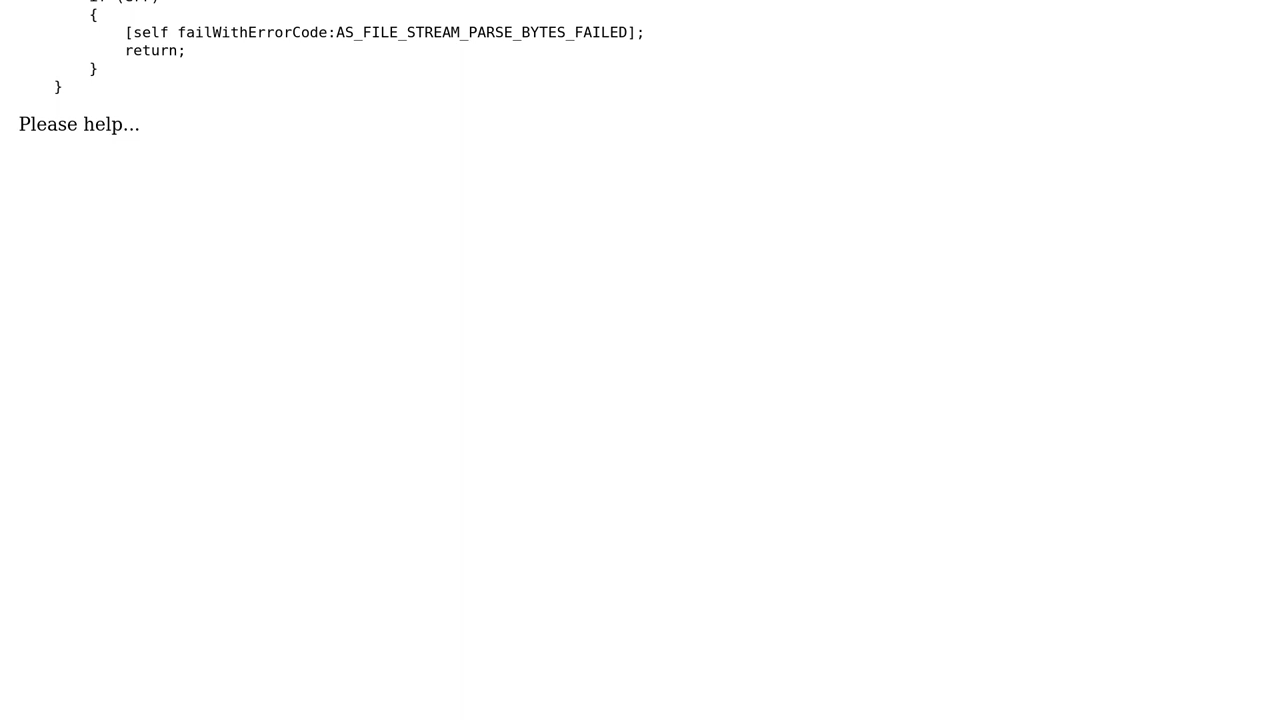 {
[self failWithErrorCode:AS_FILE_STREAM_PARSE_BYTES_FAILED];
return;
}
}
Please help...